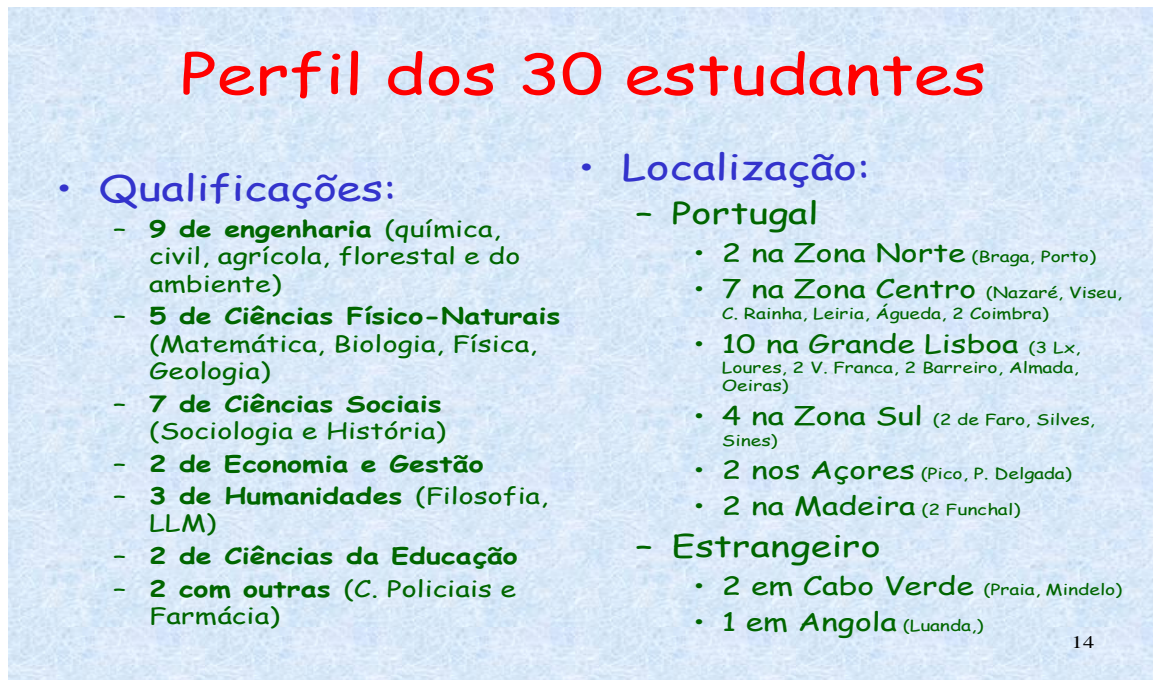 Perfil dos 30 estudantes
• Qualificações:
– 9 de engenharia (química,
civil, agrícola, florestal e do
ambiente)
– 5 de Ciências Físico-Naturais
(Matemática, Biologia, Física,
Geologia)
– 7 de Ciências Sociais
(Sociologia e História)
– 2 de Economia e Gestão
– 3 de Humanidades (Filosofia,
LLM)
– 2 de Ciências da Educação
– 2 com outras (C. Policiais e
Farmácia)
• Localização:
– Portugal
• 2 na Zona Norte (Braga, Porto)
• 7 na Zona Centro (Nazaré, Viseu,
C. Rainha, Leiria, Águeda, 2 Coimbra)
• 10 na Grande Lisboa (3 Lx,
Loures, 2 V. Franca, 2 Barreiro, Almada,
Oeiras)
• 4 na Zona Sul (2 de Faro, Silves,
Sines)
• 2 nos Açores (Pico, P. Delgada)
• 2 na Madeira (2 Funchal)
– Estrangeiro
• 2 em Cabo Verde (Praia, Mindelo)
• 1 em Angola (Luanda,)
14